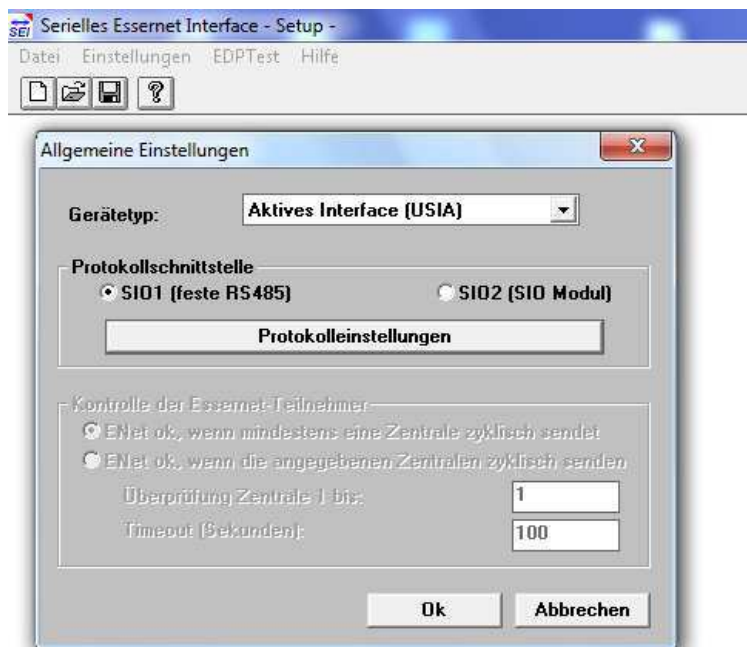 SEI Serielles Essernet Interface - Setup -
Datei Einstellungen EDPTest Hilfe
Allgemeine Einstellungen
Gerätetyp: Aktives Interface (USIA)
Protokollschnittstelle
SIO1 (feste RS485) SIO2 (SIO Modul)
Protokolleinstellungen
Kontrolle der Essernet-Teilnehmer
ENet ok, wenn mindestens eine Zentrale zyklisch sendet
ENet ok, wenn die angegebenen Zentralen zyklisch senden
Überprüfung Zentrale 1 bis: 1
Timeout (Sekunden): 100
Ok Abbrechen